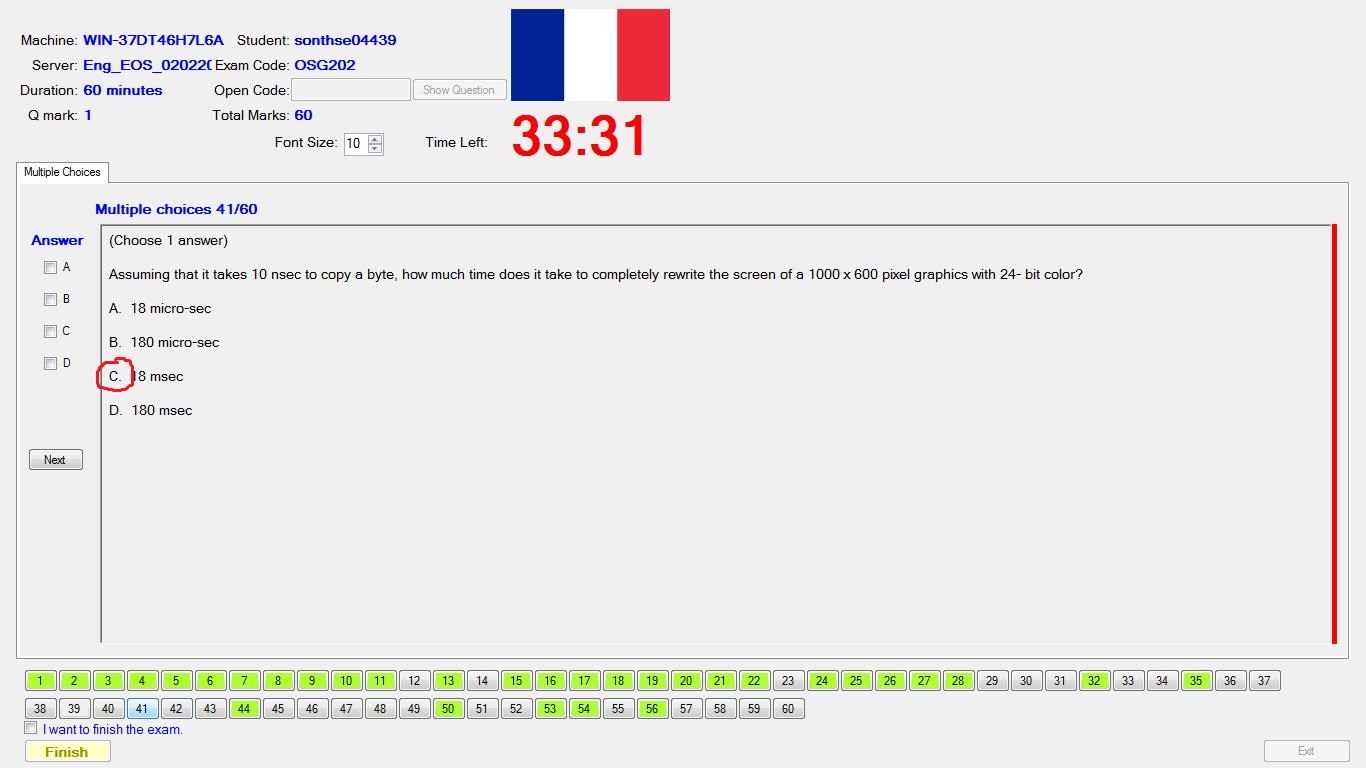 Machine: WIN-37DT46H7L6A Student: sonthse04439
Server: Eng_EOS_020220 Exam Code: OSG202
Duration: 60 minutes Open Code: Show Question
Q mark: 1 Total Marks: 60
Font Size: 10 Time Left: 33:31
Multiple Choices
Multiple choices 41/60
Answer
(Choose 1 answer)
A
Assuming that it takes 10 nsec to copy a byte, how much time does it take to completely rewrite the screen of a 1000 x 600 pixel graphics with 24- bit color?
B
A. 18 micro-sec
C
B. 180 micro-sec
D
C. 18 msec
D. 180 msec
Next
1 2 3 4 5 6 7 8 9 10 11 12 13 14 15 16 17 18 19 20 21 22 23 24 25 26 27 28 29 30 31 32 33 34 35 36 37
38 39 40 41 42 43 44 45 46 47 48 49 50 51 52 53 54 55 56 57 58 59 60
I want to finish the exam.
Finish Exit